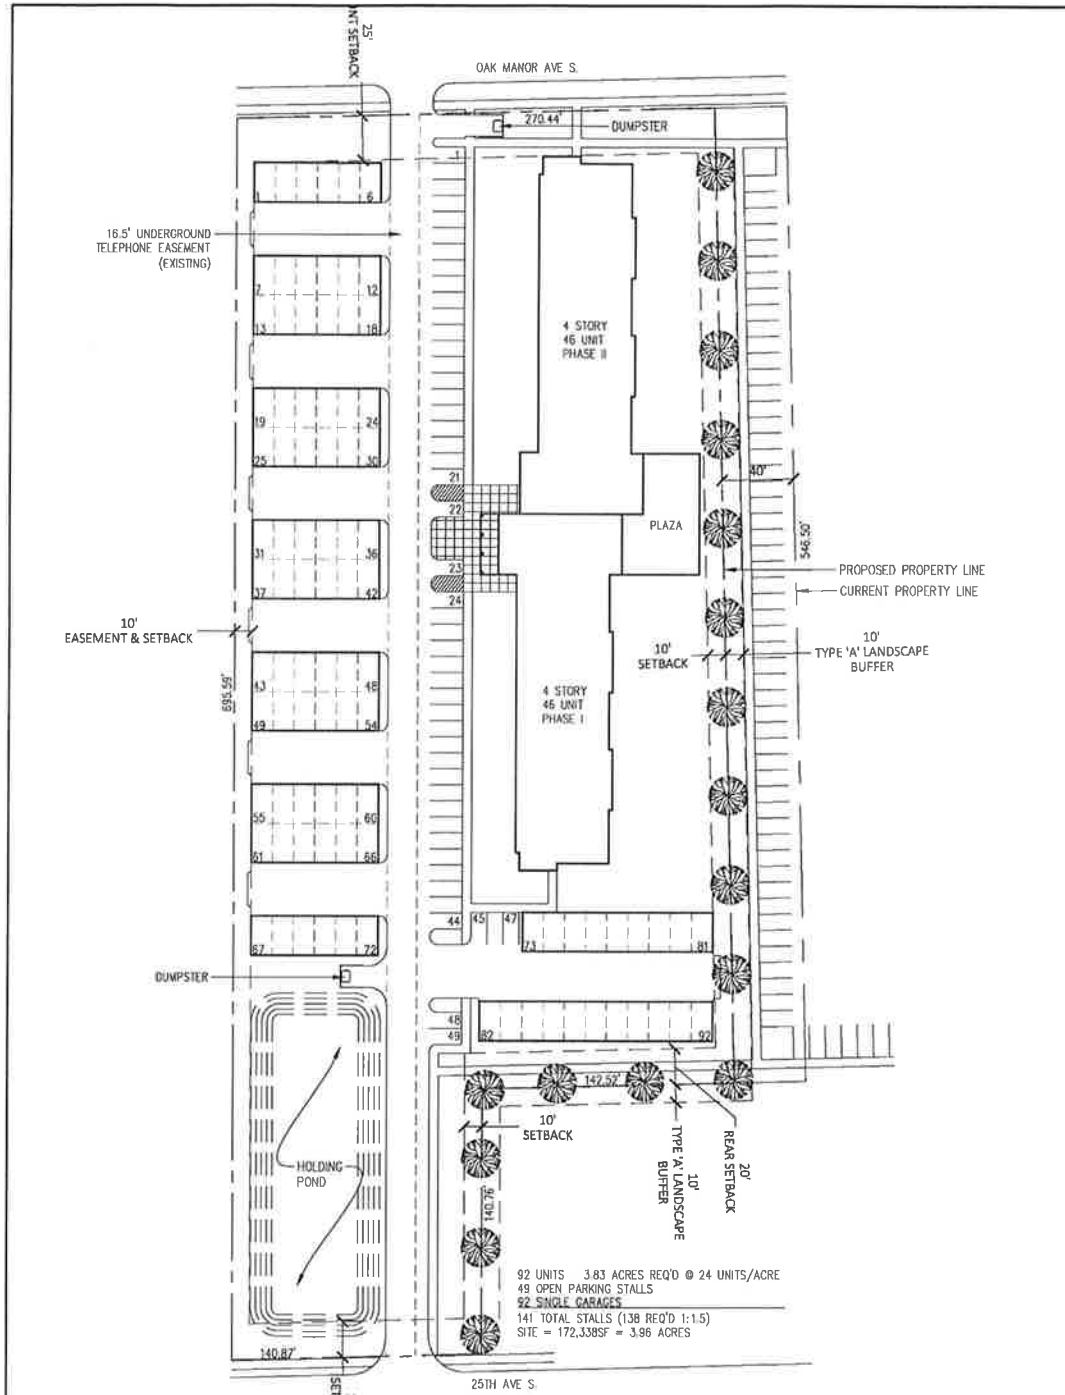 25'
NT SETBACK
OAK MANOR AVE S.
270.44'
DUMPSTER
1
1
6
16.5' UNDERGROUND
TELEPHONE EASEMENT
(EXISTING)
7
12
13
18
4 STORY
46 UNIT
PHASE II
19
24
25
30
21
22
40'
PLAZA
546.50'
31
36
23
PROPOSED PROPERTY LINE
37
42
24
CURRENT PROPERTY LINE
10'
EASEMENT & SETBACK
10'
SETBACK
10'
TYPE 'A' LANDSCAPE
BUFFER
695.59'
43
48
49
54
4 STORY
46 UNIT
PHASE I
55
60
61
66
44
45
47
67
72
73
81
DUMPSTER
48
49
82
92
142.52'
10'
SETBACK
20'
REAR SETBACK
10'
TYPE 'A' LANDSCAPE
BUFFER
HOLDING
POND
140.76'
92 UNITS 3.83 ACRES REQ'D @ 24 UNITS/ACRE
49 OPEN PARKING STALLS
92 SINGLE GARAGES
141 TOTAL STALLS (138 REQ'D 1:1.5)
SITE = 172,338SF = 3.96 ACRES
140.87'
SET
25TH AVE S.